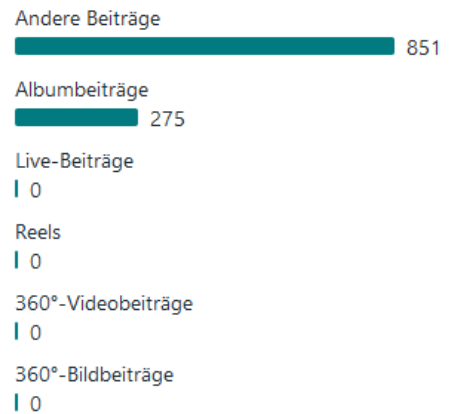 Andere Beiträge
851
Albumbeiträge
275
Live-Beiträge
0
Reels
0
360°-Videobeiträge
0
360°-Bildbeiträge
0